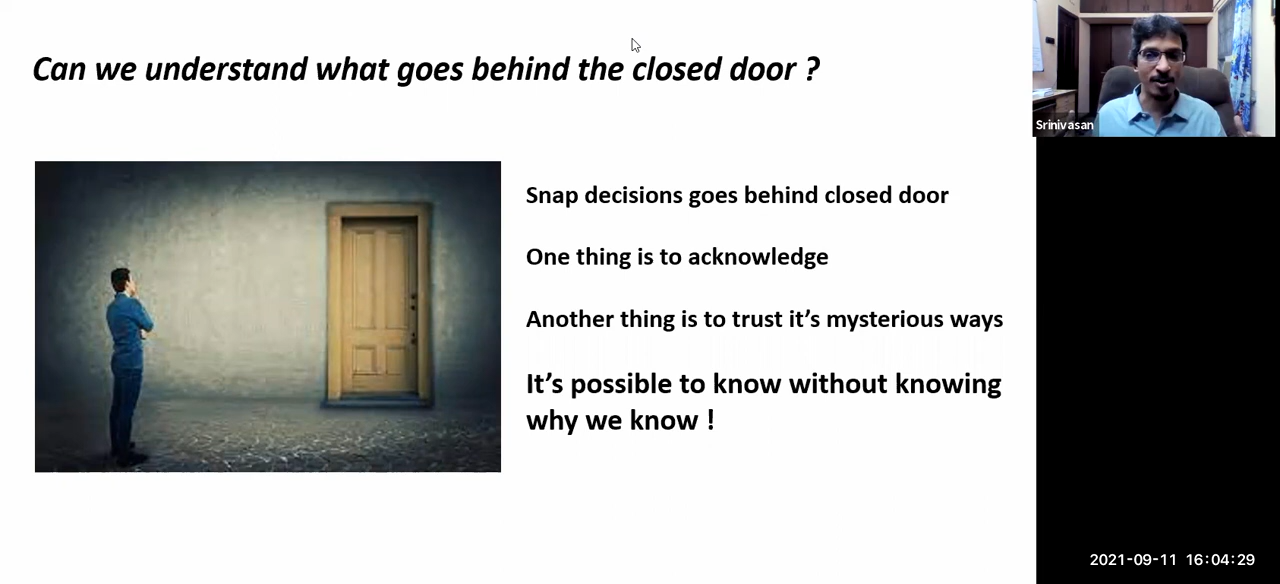 Can we understand what goes behind the closed door ?
Srinivasan
Snap decisions goes behind closed door
One thing is to acknowledge
Another thing is to trust it’s mysterious ways
It’s possible to know without knowing
why we know !
2021-09-11 16:04:29